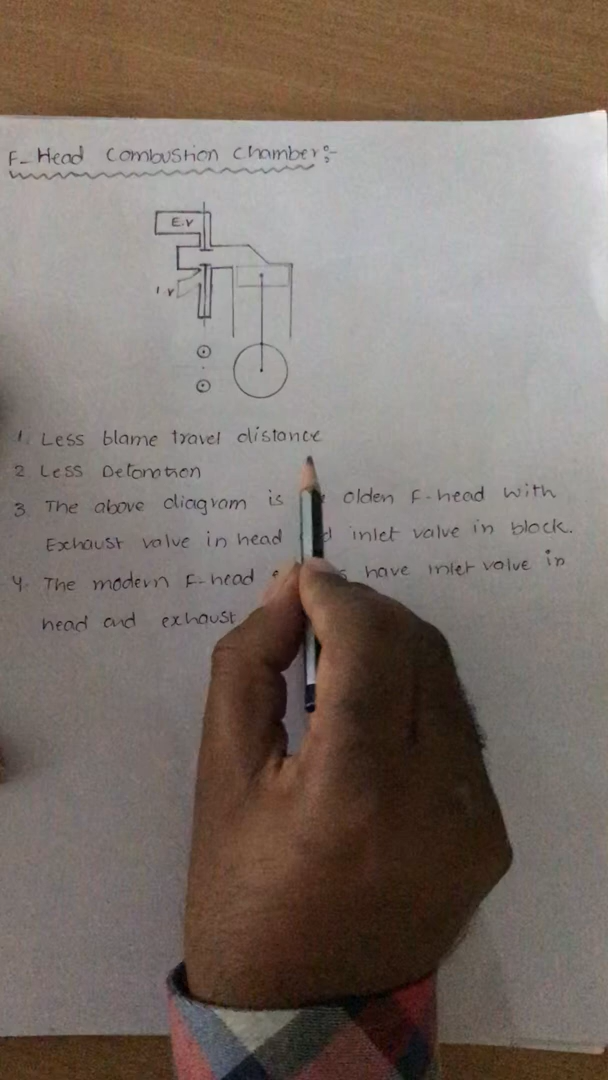 F-Head Combustion Chamber:-
E.V
I.V
1. Less blame travel distance
2. Less Detonation
3. The above diagram is olden F-head with
Exhaust valve in head inlet valve in block.
4. The modern F-head have inlet valve in
head and exhaust